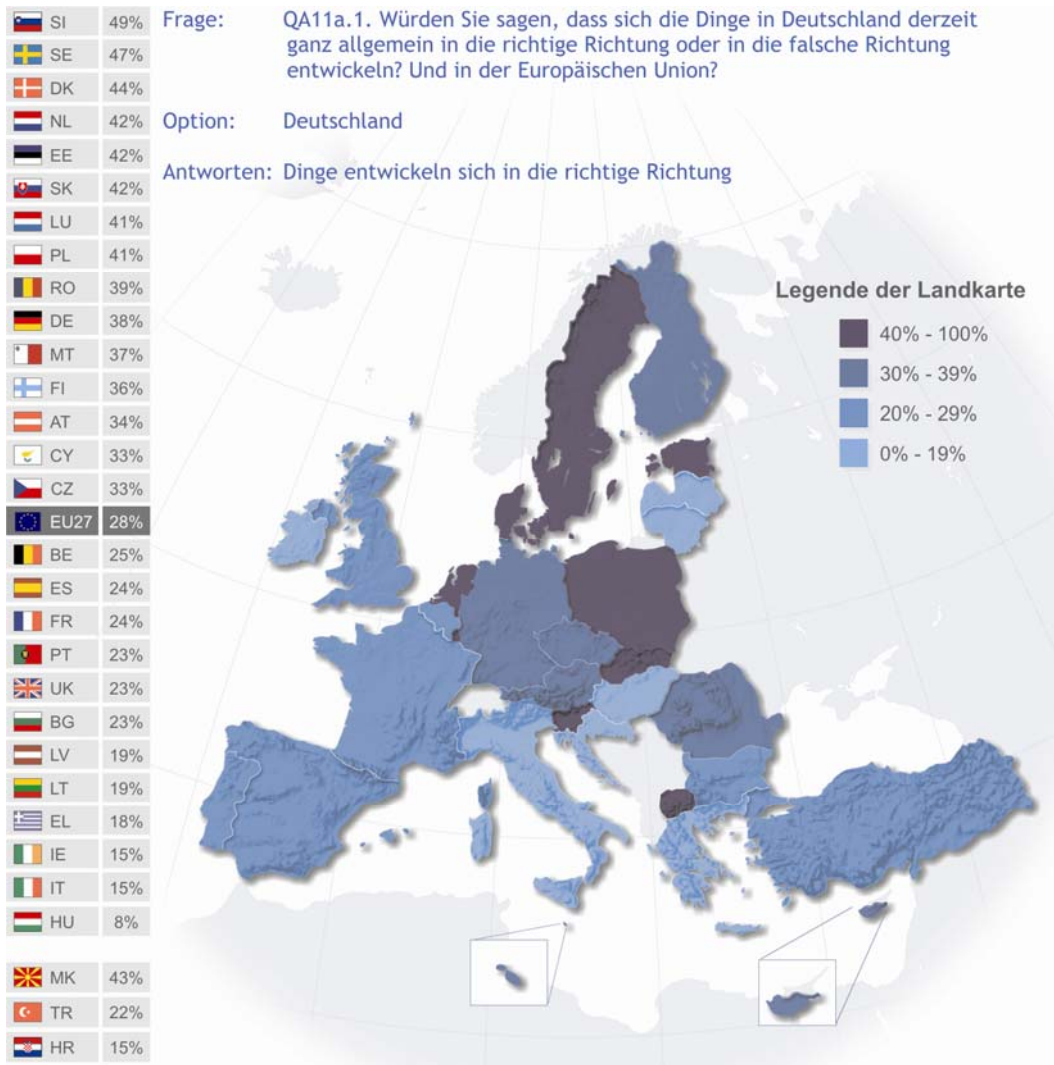 Frage: QA11a.1. Würden Sie sagen, dass sich die Dinge in Deutschland derzeit
ganz allgemein in die richtige Richtung oder in die falsche Richtung
entwickeln? Und in der Europäischen Union?
Option: Deutschland
Antworten: Dinge entwickeln sich in die richtige Richtung
SI 49%
SE 47%
DK 44%
NL 42%
EE 42%
SK 42%
LU 41%
PL 41%
RO 39%
DE 38%
MT 37%
FI 36%
AT 34%
CY 33%
CZ 33%
EU27 28%
BE 25%
ES 24%
FR 24%
PT 23%
UK 23%
BG 23%
LV 19%
LT 19%
EL 18%
IE 15%
IT 15%
HU 8%
MK 43%
TR 22%
HR 15%
Legende der Landkarte
40% - 100%
30% - 39%
20% - 29%
0% - 19%